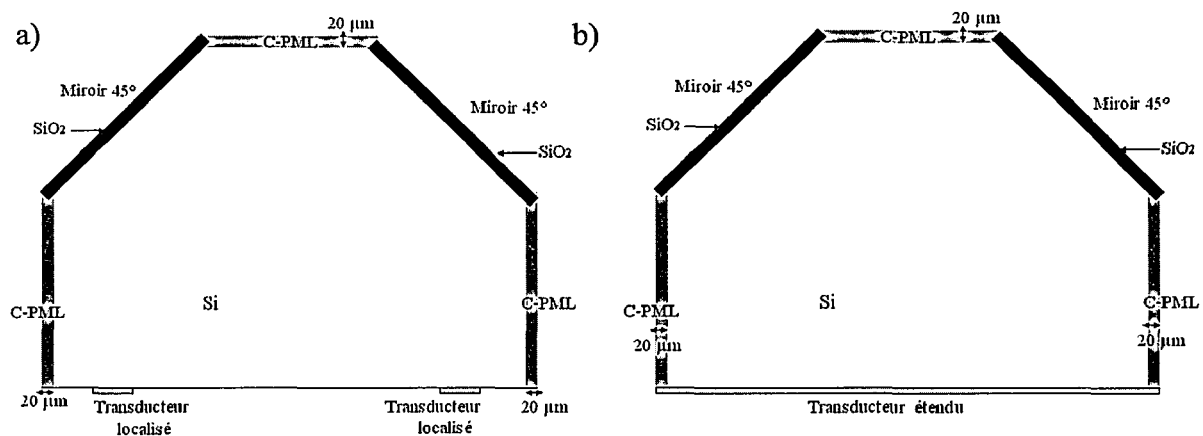 a)
20 µm
C-PML
Miroir 45°
Miroir 45°
SiO₂
SiO₂
C-PML
Si
C-PML
20 µm
Transducteur
localisé
Transducteur
localisé
20 µm
b)
20 µm
C-PML
Miroir 45°
Miroir 45°
SiO₂
SiO₂
C-PML
Si
C-PML
20 µm
20 µm
Transducteur étendu